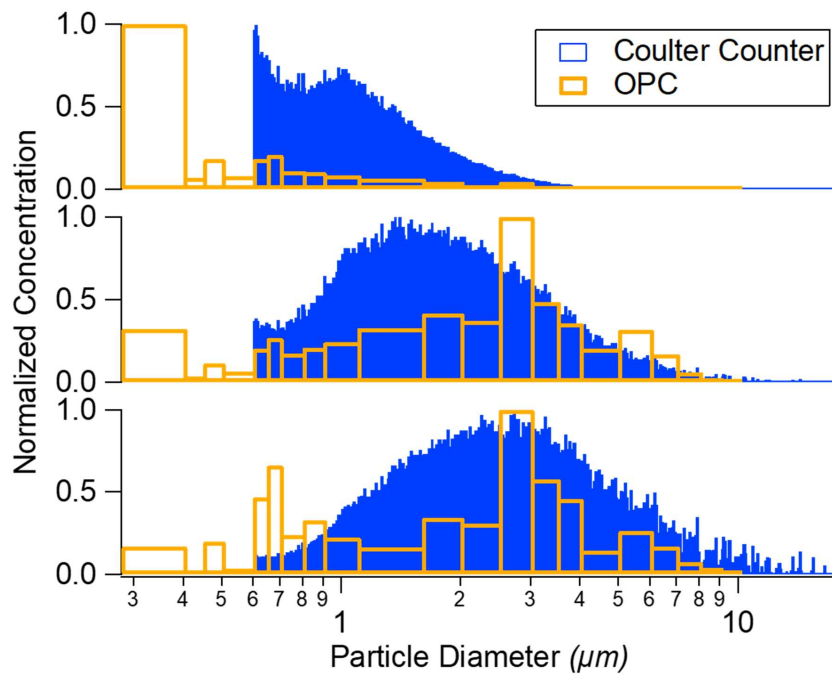 1.0
Coulter Counter
OPC
0.5
0.0
1.0
0.5
0.0
1.0
0.5
0.0
Normalized Concentration
3 4 5 6 7 8 9 2 3 4 5 6 7 8 9
1 10
Particle Diameter (µm)